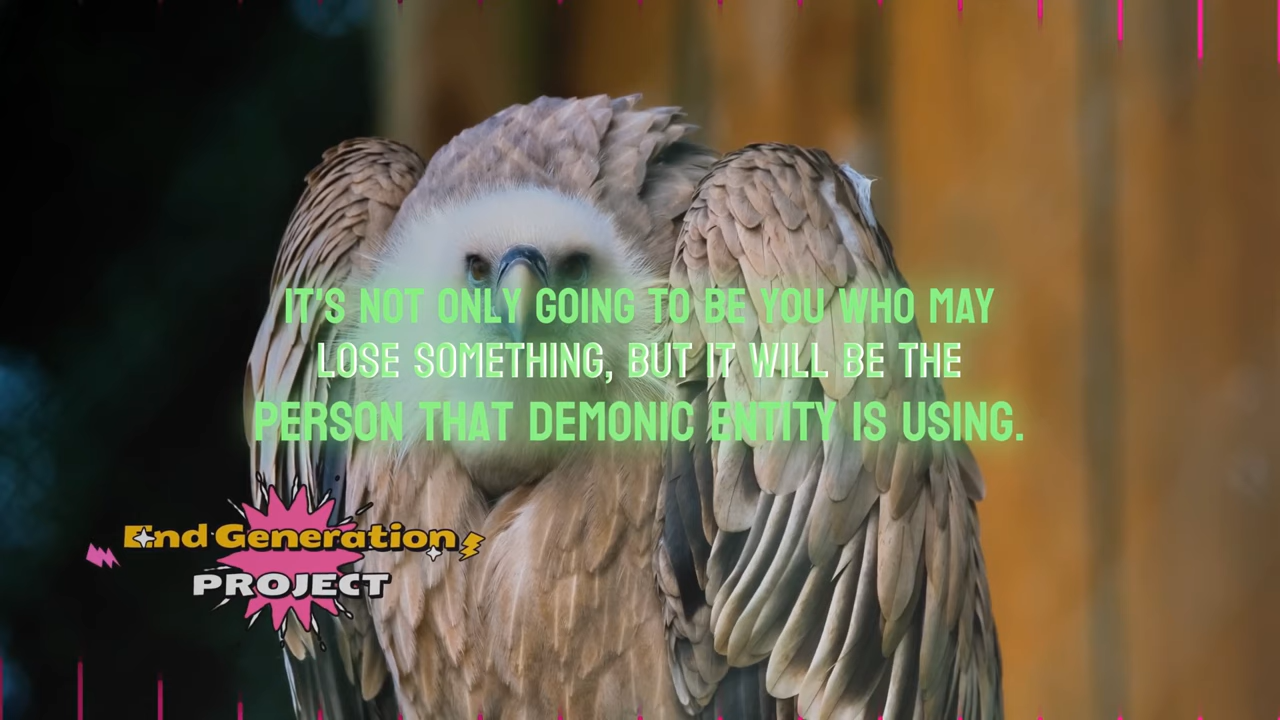 IT'S NOT ONLY GOING TO BE YOU WHO MAY
LOSE SOMETHING, BUT IT WILL BE THE
PERSON THAT DEMONIC ENTITY IS USING.
End Generation
PROJECT